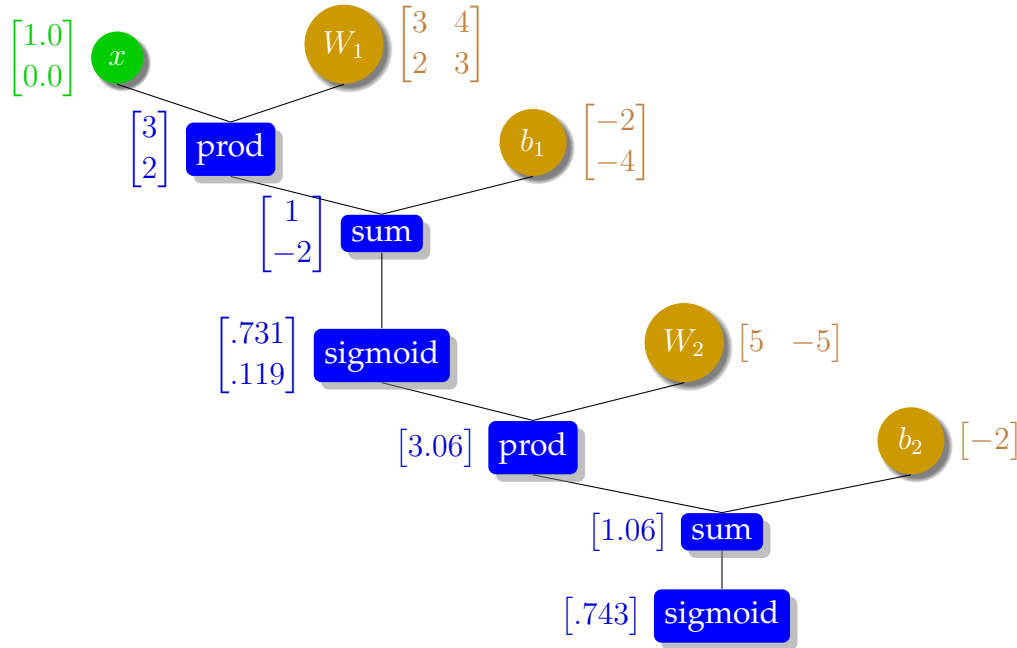 [1.0 0.0] x W₁ [3 4 2 3]
[3 2] prod b₁ [−2 −4]
[1 −2] sum
[.731 .119] sigmoid W₂ [5 −5]
[3.06] prod b₂ [−2]
[1.06] sum
[.743] sigmoid